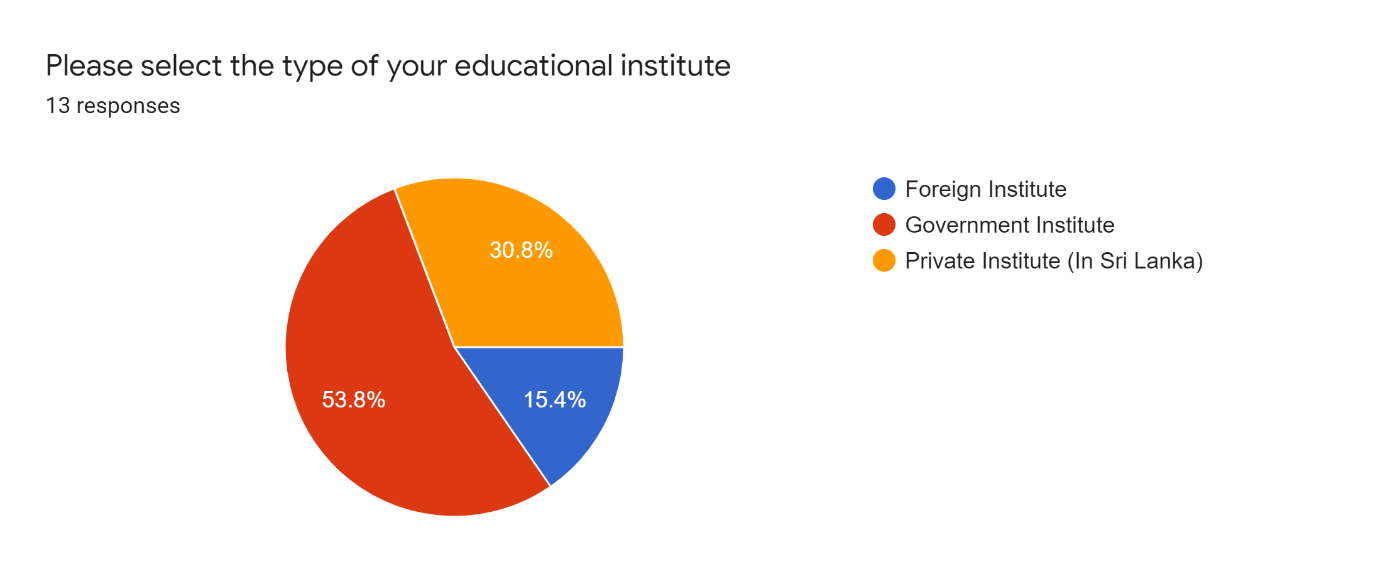 Please select the type of your educational institute
13 responses
30.8%
53.8%
15.4%
Foreign Institute
Government Institute
Private Institute (In Sri Lanka)